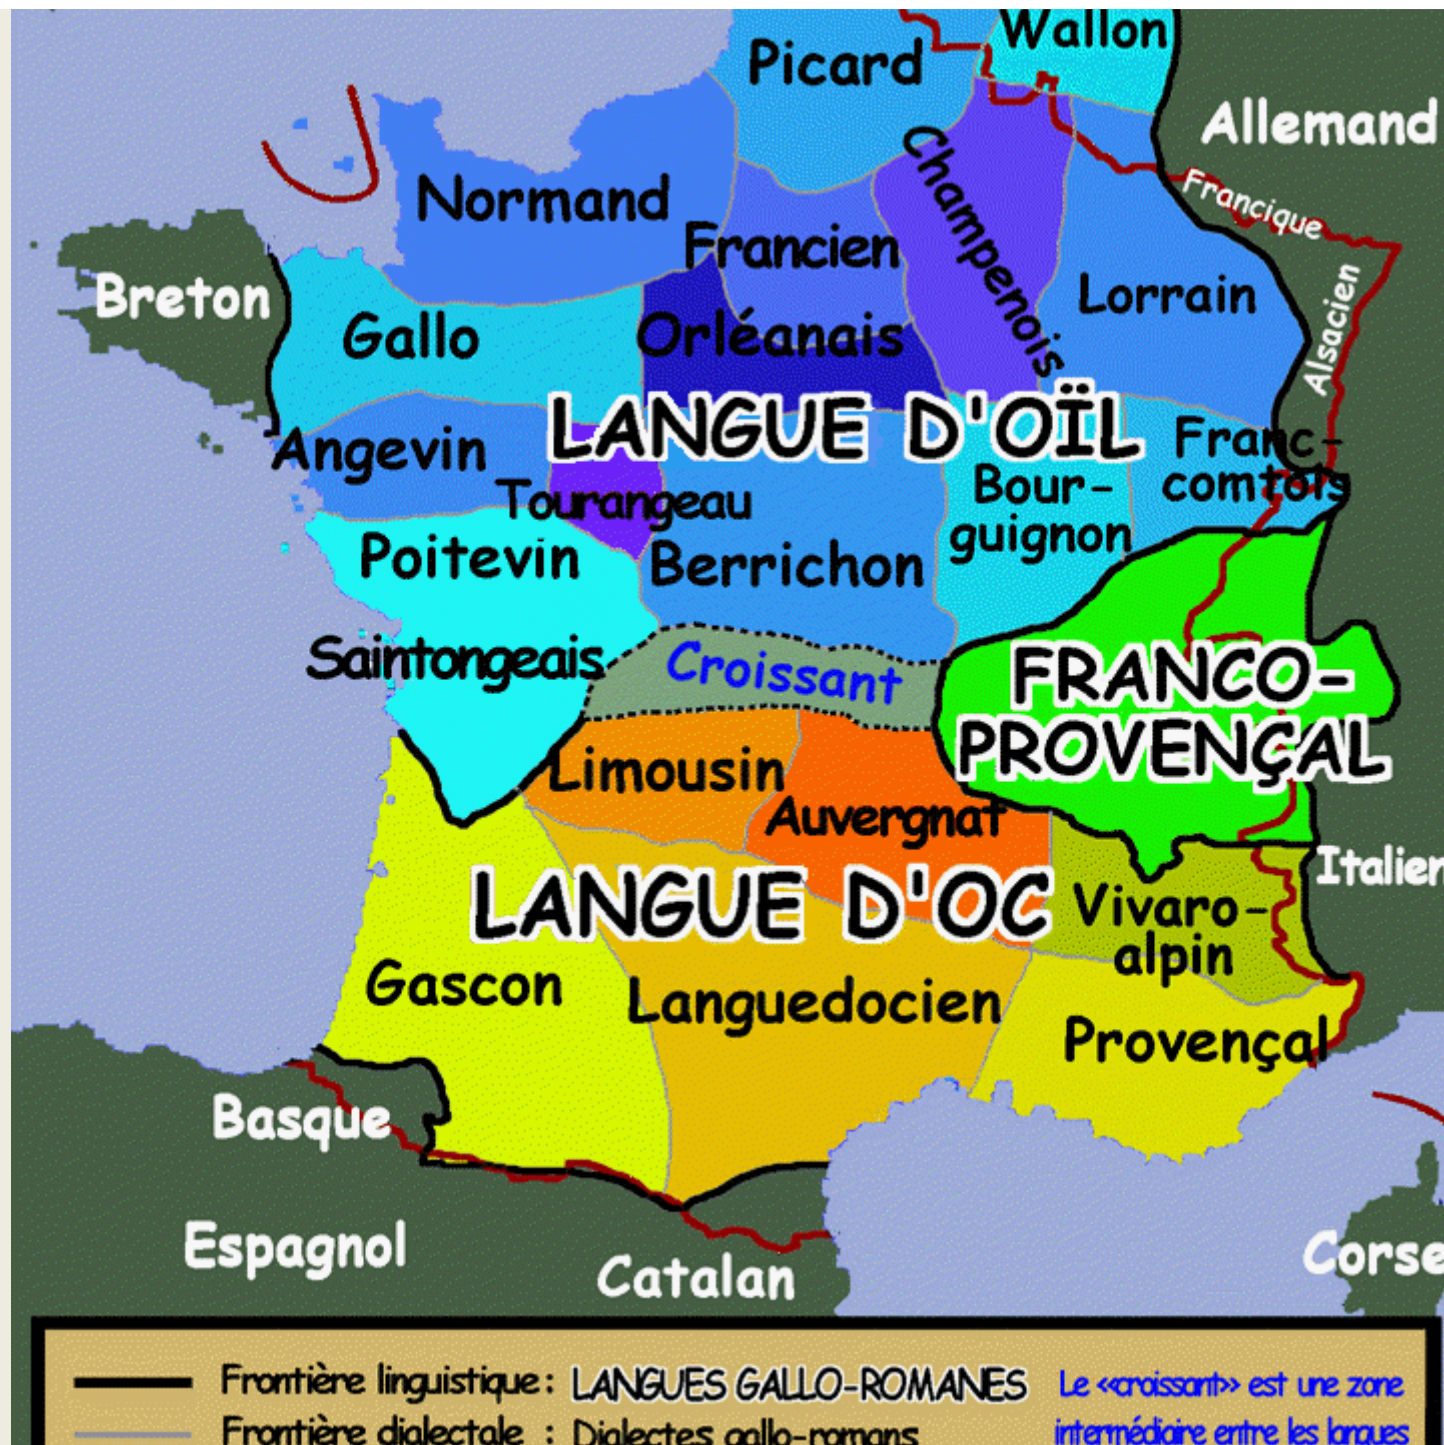 Wallon
Picard
Allemand
Champenois
Normand
Francique
Francien
Breton
Lorrain
Alsacien
Gallo
Orléanais
LANGUE D'OÏL
Angevin
Franc-
comtois
Tourangeau
Bour-
guignon
Poitevin
Berrichon
Saintongeais
Croissant
FRANCO-
PROVENÇAL
Limousin
Auvergnat
Italien
LANGUE D'OC
Vivaro-
alpin
Gascon
Languedocien
Provençal
Basque
Espagnol
Catalan
Corse
Frontière linguistique : LANGUES GALLO-ROMANES
Frontière dialectale : Dialectes gallo-romans
Le «croissant» est une zone
intermédiaire entre les langues